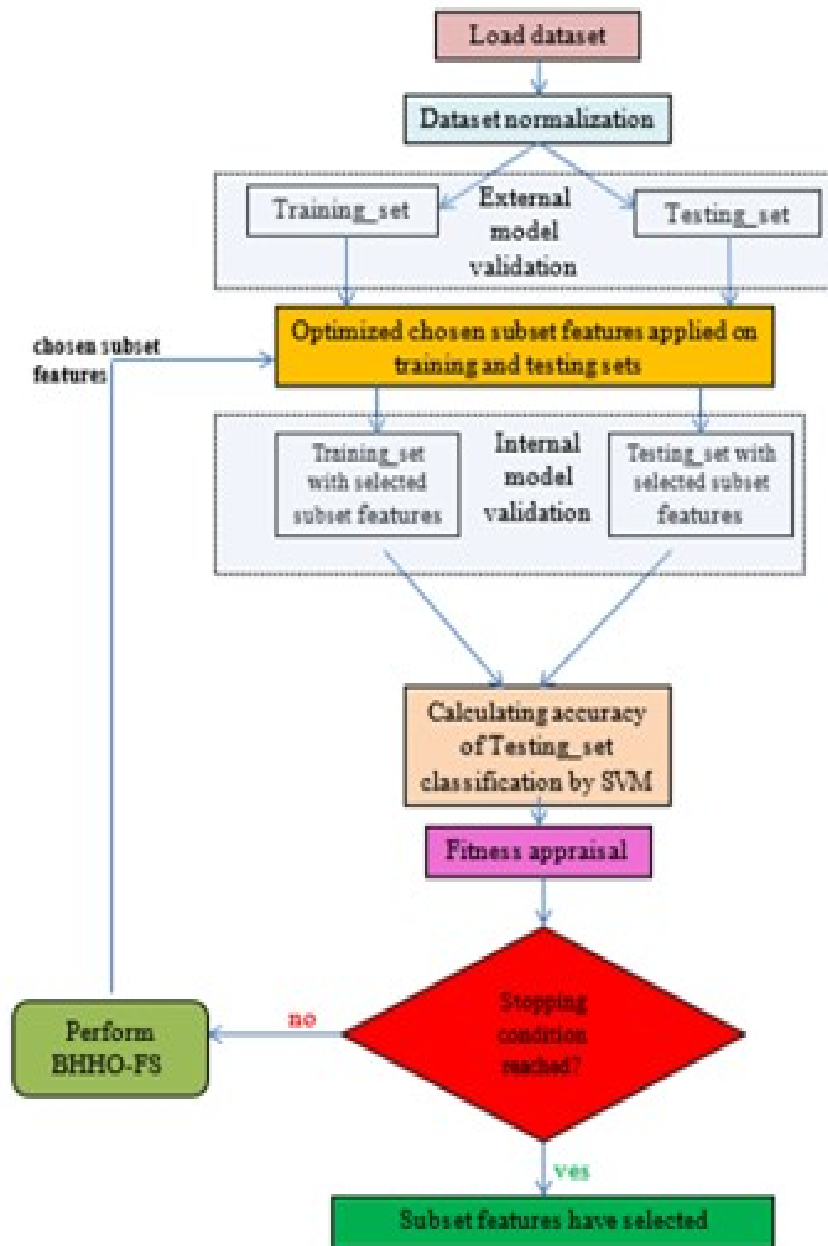 Load dataset
Dataset normalization
Training_set
External
model
validation
Testing_set
Optimized chosen subset features applied on
training and testing sets
chosen subset
features
Training_set
with selected
subset features
Internal
model
validation
Testing_set with
selected subset
features
Calculating accuracy
of Testing_set
classification by SVM
Fitness appraisal
Stopping
condition
reached?
no
Perform
BHHO-FS
yes
Subset features have selected